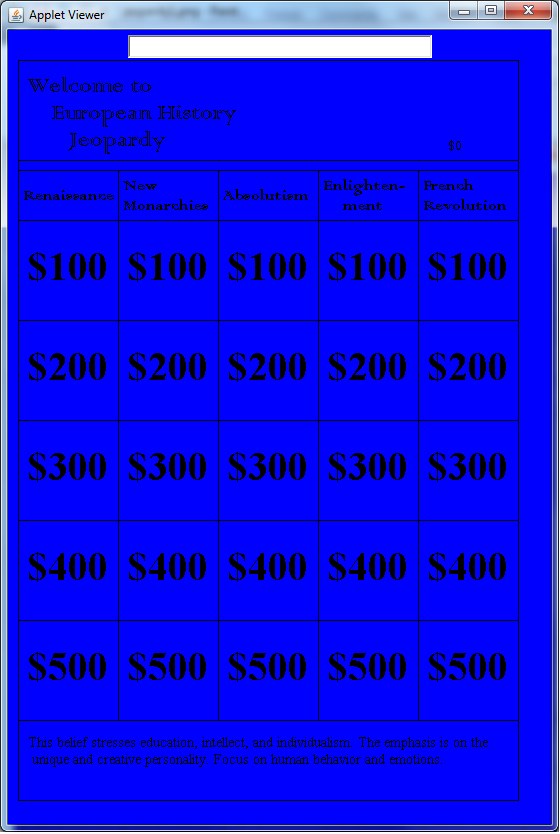 Applet Viewer
Welcome to
European History
Jeopardy
$0
Renaissance New Monarchies Absolutism Enlighten-ment French Revolution
$100 $100 $100 $100 $100
$200 $200 $200 $200 $200
$300 $300 $300 $300 $300
$400 $400 $400 $400 $400
$500 $500 $500 $500 $500
This belief stresses education, intellect, and individualism. The emphasis is on the
unique and creative personality. Focus on human behavior and emotions.